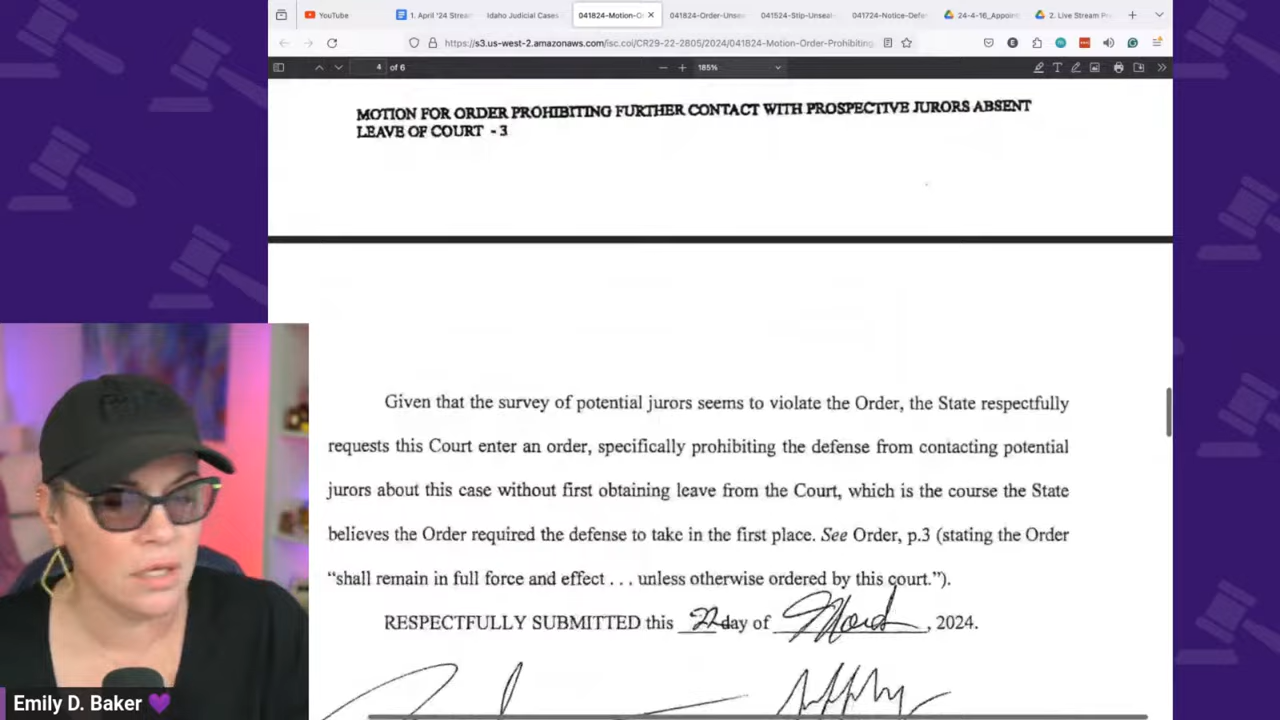 YouTube
1. April '24 Strea
Idaho Judicial Cases
041824-Motion-O
041824-Order-Unse
041524-Stip-Unseal-
041724-Notice-Defe
24-4-16_Appoint
2. Live Stream Pr
https://s3.us-west-2.amazonaws.com/isc.coi/CR29-22-2805/2024/041824-Motion-Order-Prohibiting
4 of 6
185%
MOTION FOR ORDER PROHIBITING FURTHER CONTACT WITH PROSPECTIVE JURORS ABSENT
LEAVE OF COURT - 3
Given that the survey of potential jurors seems to violate the Order, the State respectfully
requests this Court enter an order, specifically prohibiting the defense from contacting potential
jurors about this case without first obtaining leave from the Court, which is the course the State
believes the Order required the defense to take in the first place. See Order, p.3 (stating the Order
“shall remain in full force and effect . . . unless otherwise ordered by this court.”).
RESPECTFULLY SUBMITTED this 22 day of March, 2024.
Emily D. Baker 💜